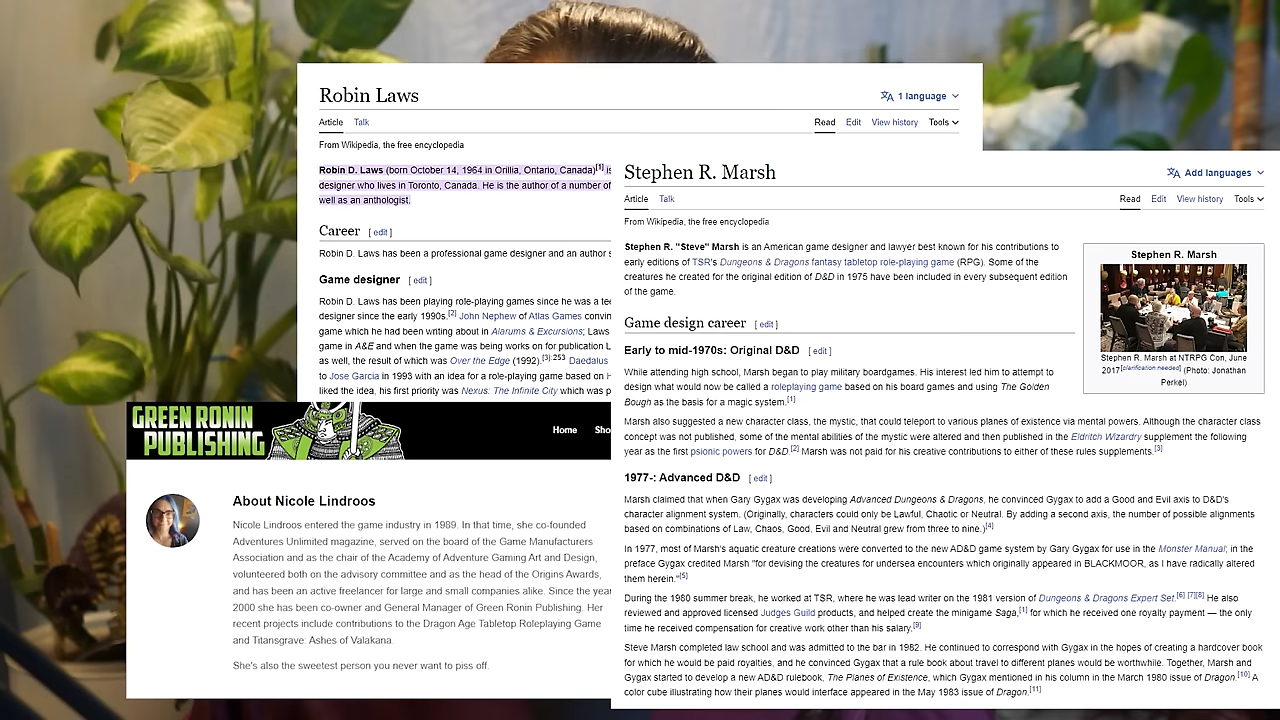 Robin Laws
1 language
Article Talk Read Edit View history Tools
From Wikipedia, the free encyclopedia
Robin D. Laws (born October 14, 1964 in Orillia, Ontario, Canada)[1] is
designer who lives in Toronto, Canada. He is the author of a number of
well as an anthologist.
Career [ edit ]
Robin D. Laws has been a professional game designer and an author s
Game designer [ edit ]
Robin D. Laws has been playing role-playing games since he was a tee
designer since the early 1990s.[2] John Nephew of Atlas Games convin
game which he had been writing about in Alarums & Excursions; Laws
game in A&E and when the game was being works on for publication L
as well, the result of which was Over the Edge (1992).[3]:253 Daedalus
to Jose Garcia in 1993 with an idea for a role-playing game based on H
liked the idea, his first priority was Nexus: The Infinite City which was p
Stephen R. Marsh
Add languages
Article Talk Read Edit View history Tools
From Wikipedia, the free encyclopedia
Stephen R. "Steve" Marsh is an American game designer and lawyer best known for his contributions to
early editions of TSR's Dungeons & Dragons fantasy tabletop role-playing game (RPG). Some of the
creatures he created for the original edition of D&D in 1975 have been included in every subsequent edition
of the game.
Stephen R. Marsh
Stephen R. Marsh at NTRPG Con, June
2017[clarification needed] (Photo: Jonathan
Perkel)
Game design career [ edit ]
Early to mid-1970s: Original D&D [ edit ]
While attending high school, Marsh began to play military boardgames. His interest led him to attempt to
design what would now be called a roleplaying game based on his board games and using The Golden
Bough as the basis for a magic system.[1]
Marsh also suggested a new character class, the mystic, that could teleport to various planes of existence via mental powers. Although the character class
concept was not published, some of the mental abilities of the mystic were altered and then published in the Eldritch Wizardry supplement the following
year as the first psionic powers for D&D.[2] Marsh was not paid for his creative contributions to either of these rules supplements.[3]
1977-: Advanced D&D [ edit ]
Marsh claimed that when Gary Gygax was developing Advanced Dungeons & Dragons, he convinced Gygax to add a Good and Evil axis to D&D's
character alignment system. (Originally, characters could only be Lawful, Chaotic or Neutral. By adding a second axis, the number of possible alignments
based on combinations of Law, Chaos, Good, Evil and Neutral grew from three to nine.)[4]
In 1977, most of Marsh's aquatic creature creations were converted to the new AD&D game system by Gary Gygax for use in the Monster Manual; in the
preface Gygax credited Marsh "for devising the creatures for undersea encounters which originally appeared in BLACKMOOR, as I have radically altered
them herein."[5]
During the 1980 summer break, he worked at TSR, where he was lead writer on the 1981 version of Dungeons & Dragons Expert Set.[6] [7][8] He also
reviewed and approved licensed Judges Guild products, and helped create the minigame Saga,[1] for which he received one royalty payment — the only
time he received compensation for creative work other than his salary.[9]
Steve Marsh completed law school and was admitted to the bar in 1982. He continued to correspond with Gygax in the hopes of creating a hardcover book
for which he would be paid royalties, and he convinced Gygax that a rule book about travel to different planes would be worthwhile. Together, Marsh and
Gygax started to develop a new AD&D rulebook, The Planes of Existence, which Gygax mentioned in his column in the March 1980 issue of Dragon.[10] A
color cube illustrating how their planes would interface appeared in the May 1983 issue of Dragon.[11]
GREEN RONIN
PUBLISHING
Home Sho
About Nicole Lindroos
Nicole Lindroos entered the game industry in 1989. In that time, she co-founded
Adventures Unlimited magazine, served on the board of the Game Manufacturers
Association and as the chair of the Academy of Adventure Gaming Art and Design,
volunteered both on the advisory committee and as the head of the Origins Awards,
and has been an active freelancer for large and small companies alike. Since the year
2000 she has been co-owner and General Manager of Green Ronin Publishing. Her
recent projects include contributions to the Dragon Age Tabletop Roleplaying Game
and Titansgrave: Ashes of Valakana.
She's also the sweetest person you never want to piss off.